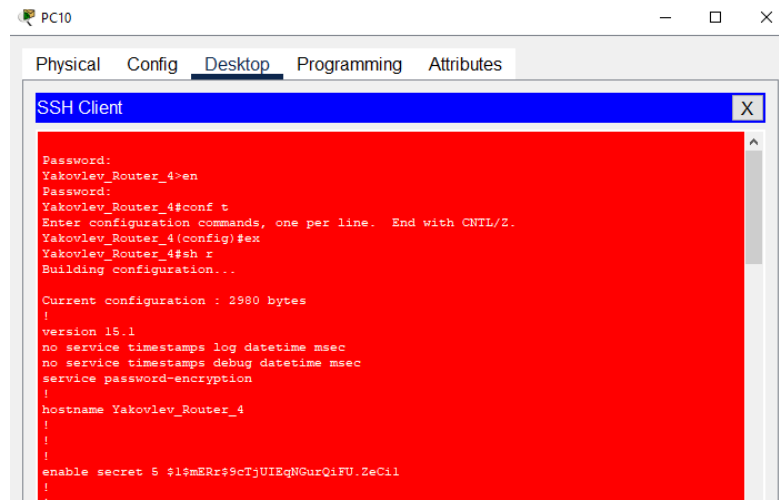 PC10
Physical Config Desktop Programming Attributes
SSH Client
X
Password:
Yakovlev_Router_4>en
Password:
Yakovlev_Router_4#conf t
Enter configuration commands, one per line.  End with CNTL/Z.
Yakovlev_Router_4(config)#ex
Yakovlev_Router_4#sh r
Building configuration...
Current configuration : 2980 bytes
!
version 15.1
no service timestamps log datetime msec
no service timestamps debug datetime msec
service password-encryption
!
hostname Yakovlev_Router_4
!
!
!
enable secret 5 $1$mERr$9cTjUIEqNGurQiFU.ZeCi1
!
!